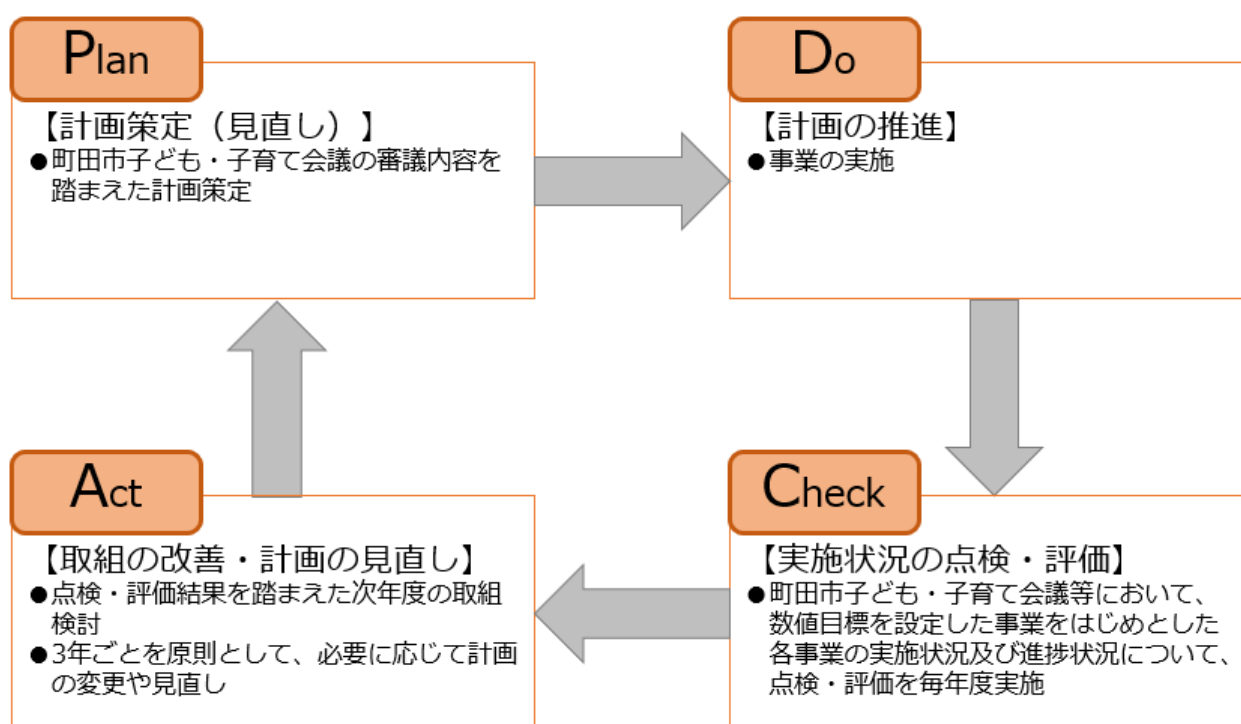 Plan
【計画策定（見直し）】
●町田市子ども・子育て会議の審議内容を
踏まえた計画策定
Do
【計画の推進】
●事業の実施
Act
【取組の改善・計画の見直し】
●点検・評価結果を踏まえた次年度の取組
検討
●3年ごとを原則として、必要に応じて計画
の変更や見直し
Check
【実施状況の点検・評価】
●町田市子ども・子育て会議等において、
数値目標を設定した事業をはじめとした
各事業の実施状況及び進捗状況について、
点検・評価を毎年度実施